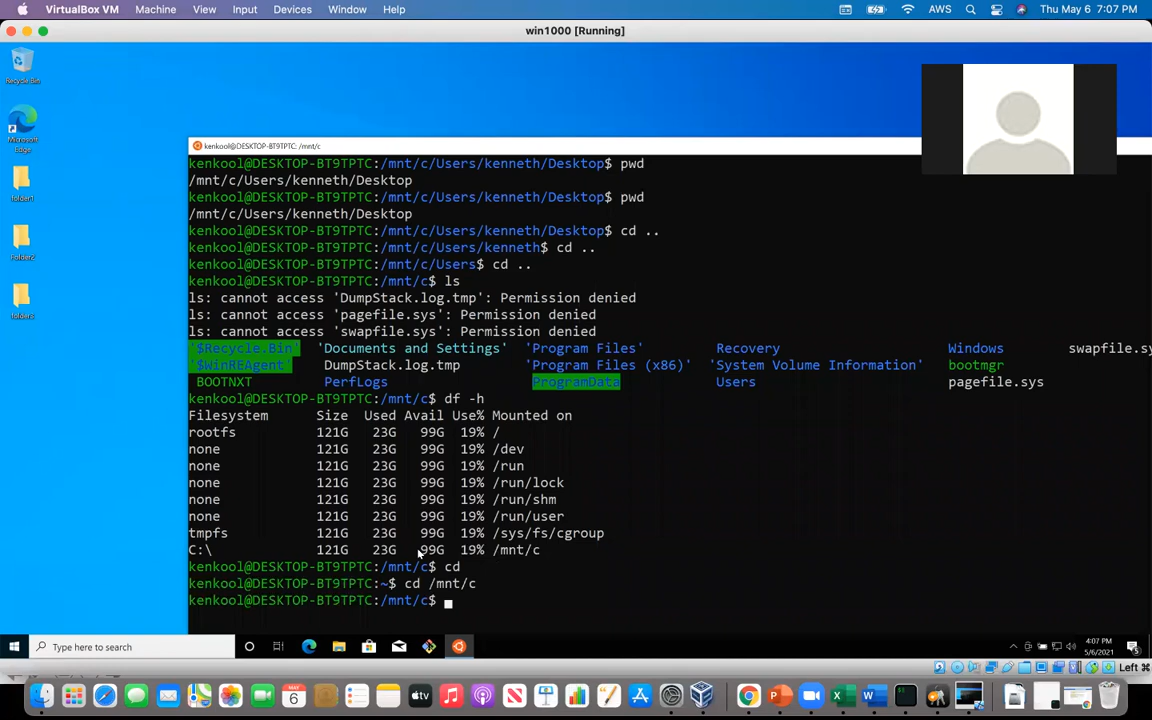 VirtualBox VM Machine View Input Devices Window Help AWS Thu May 6 7:07 PM
win1000 [Running]
Recycle Bin
Microsoft Edge
folder1
Folder2
folder3
kenkool@DESKTOP-BT9TPTC: /mnt/c
kenkool@DESKTOP-BT9TPTC:/mnt/c/Users/kenneth/Desktop$ pwd
/mnt/c/Users/kenneth/Desktop
kenkool@DESKTOP-BT9TPTC:/mnt/c/Users/kenneth/Desktop$ pwd
/mnt/c/Users/kenneth/Desktop
kenkool@DESKTOP-BT9TPTC:/mnt/c/Users/kenneth/Desktop$ cd ..
kenkool@DESKTOP-BT9TPTC:/mnt/c/Users/kenneth$ cd ..
kenkool@DESKTOP-BT9TPTC:/mnt/c/Users$ cd ..
kenkool@DESKTOP-BT9TPTC:/mnt/c$ ls
ls: cannot access 'DumpStack.log.tmp': Permission denied
ls: cannot access 'pagefile.sys': Permission denied
ls: cannot access 'swapfile.sys': Permission denied
'$Recycle.Bin' 'Documents and Settings' 'Program Files' Recovery Windows swapfile.sy
'$WinREAgent' DumpStack.log.tmp 'Program Files (x86)' 'System Volume Information' bootmgr
BOOTNXT PerfLogs ProgramData Users pagefile.sys
kenkool@DESKTOP-BT9TPTC:/mnt/c$ df -h
Filesystem Size Used Avail Use% Mounted on
rootfs 121G 23G 99G 19% /
none 121G 23G 99G 19% /dev
none 121G 23G 99G 19% /run
none 121G 23G 99G 19% /run/lock
none 121G 23G 99G 19% /run/shm
none 121G 23G 99G 19% /run/user
tmpfs 121G 23G 99G 19% /sys/fs/cgroup
C:\ 121G 23G 99G 19% /mnt/c
kenkool@DESKTOP-BT9TPTC:/mnt/c$ cd
kenkool@DESKTOP-BT9TPTC:~$ cd /mnt/c
kenkool@DESKTOP-BT9TPTC:/mnt/c$
Type here to search
4:07 PM
5/6/2021
Left ⌘